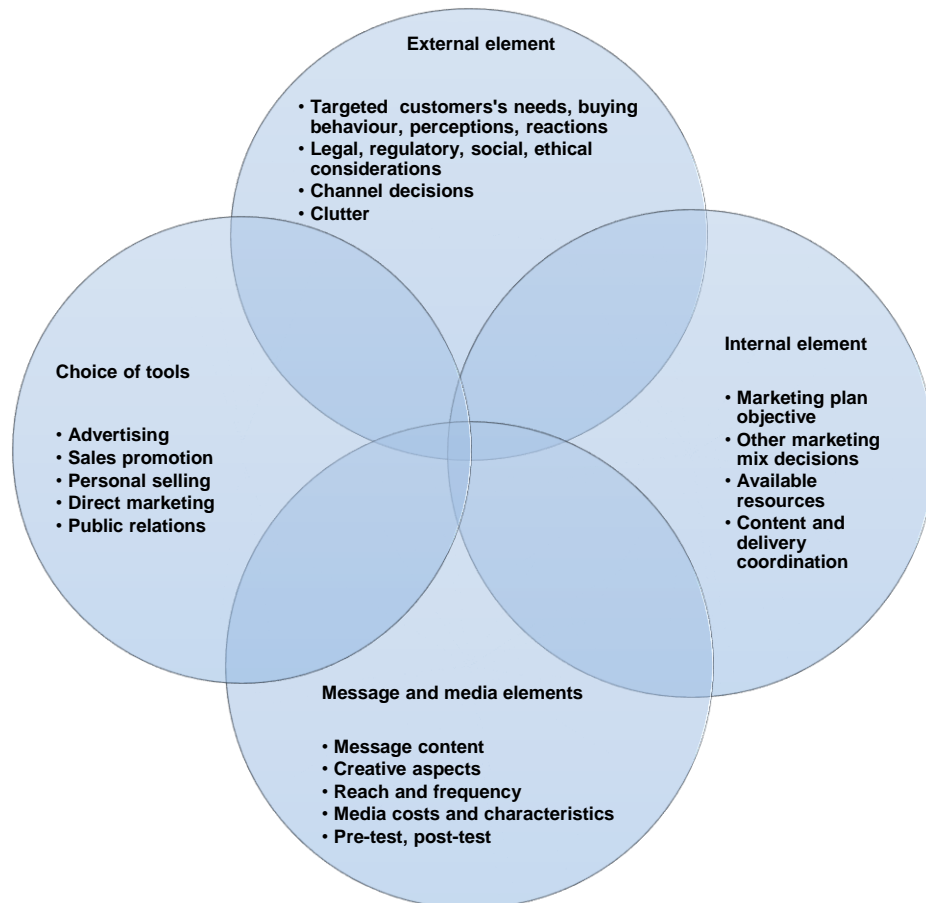 External element
• Targeted customers's needs, buying
behaviour, perceptions, reactions
• Legal, regulatory, social, ethical
considerations
• Channel decisions
• Clutter
Choice of tools
• Advertising
• Sales promotion
• Personal selling
• Direct marketing
• Public relations
Internal element
• Marketing plan
objective
• Other marketing
mix decisions
• Available
resources
• Content and
delivery
coordination
Message and media elements
• Message content
• Creative aspects
• Reach and frequency
• Media costs and characteristics
• Pre-test, post-test